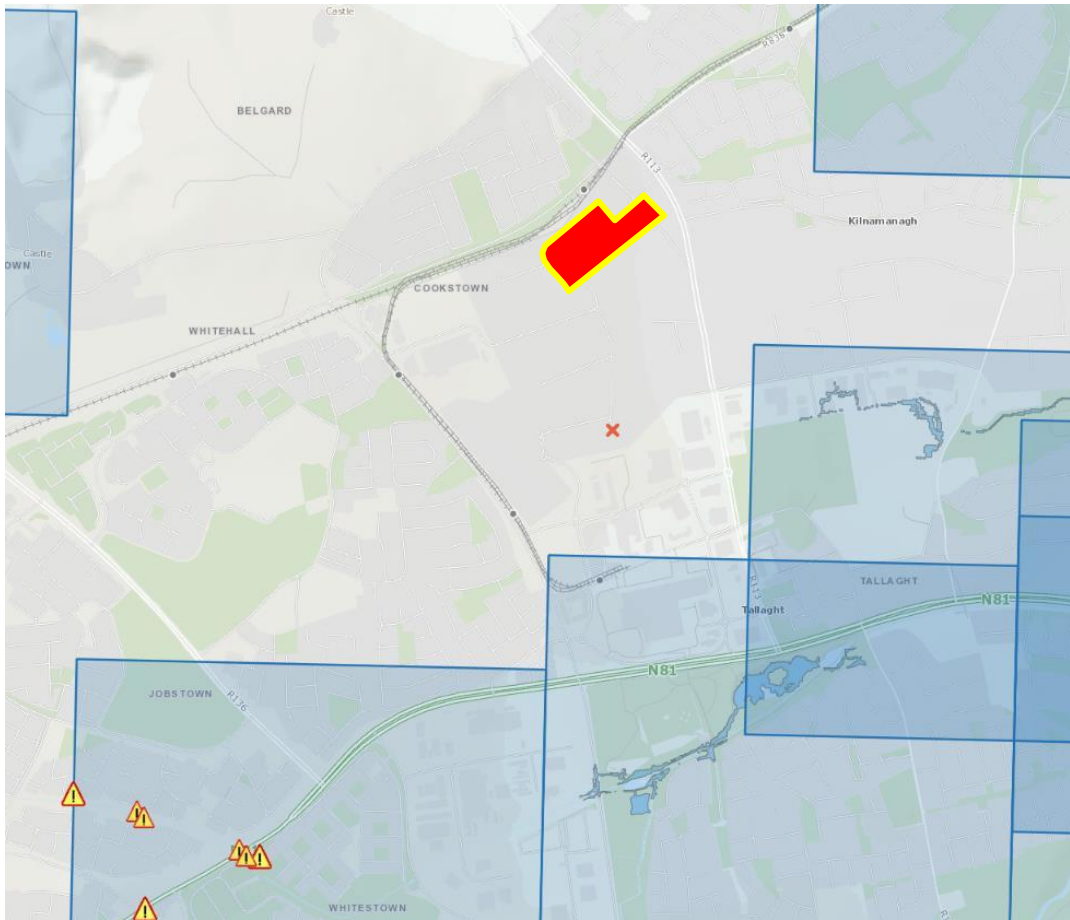 Castle
R838
BELGARD
R113
Kilnamanagh
Castle
OWN
COOKSTOWN
WHITEHALL
TALLAGHT
N81
R113
Tallaght
N81
JOBSTOWN
R136
WHITESTOWN